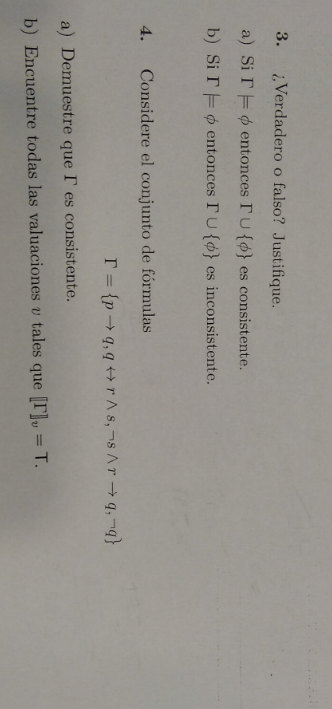 3. ¿Verdadero o falso? Justifique.
a) Si Γ ⊨ ϕ entonces Γ ∪ {ϕ} es consistente.
b) Si Γ ⊨ ϕ entonces Γ ∪ {ϕ} es inconsistente.
4. Considere el conjunto de fórmulas
Γ = {p → q, q ↔ r ∧ s, ¬s ∧ r → q, ¬q}
a) Demuestre que Γ es consistente.
b) Encuentre todas las valuaciones v tales que ⟦Γ⟧ᵥ = T.